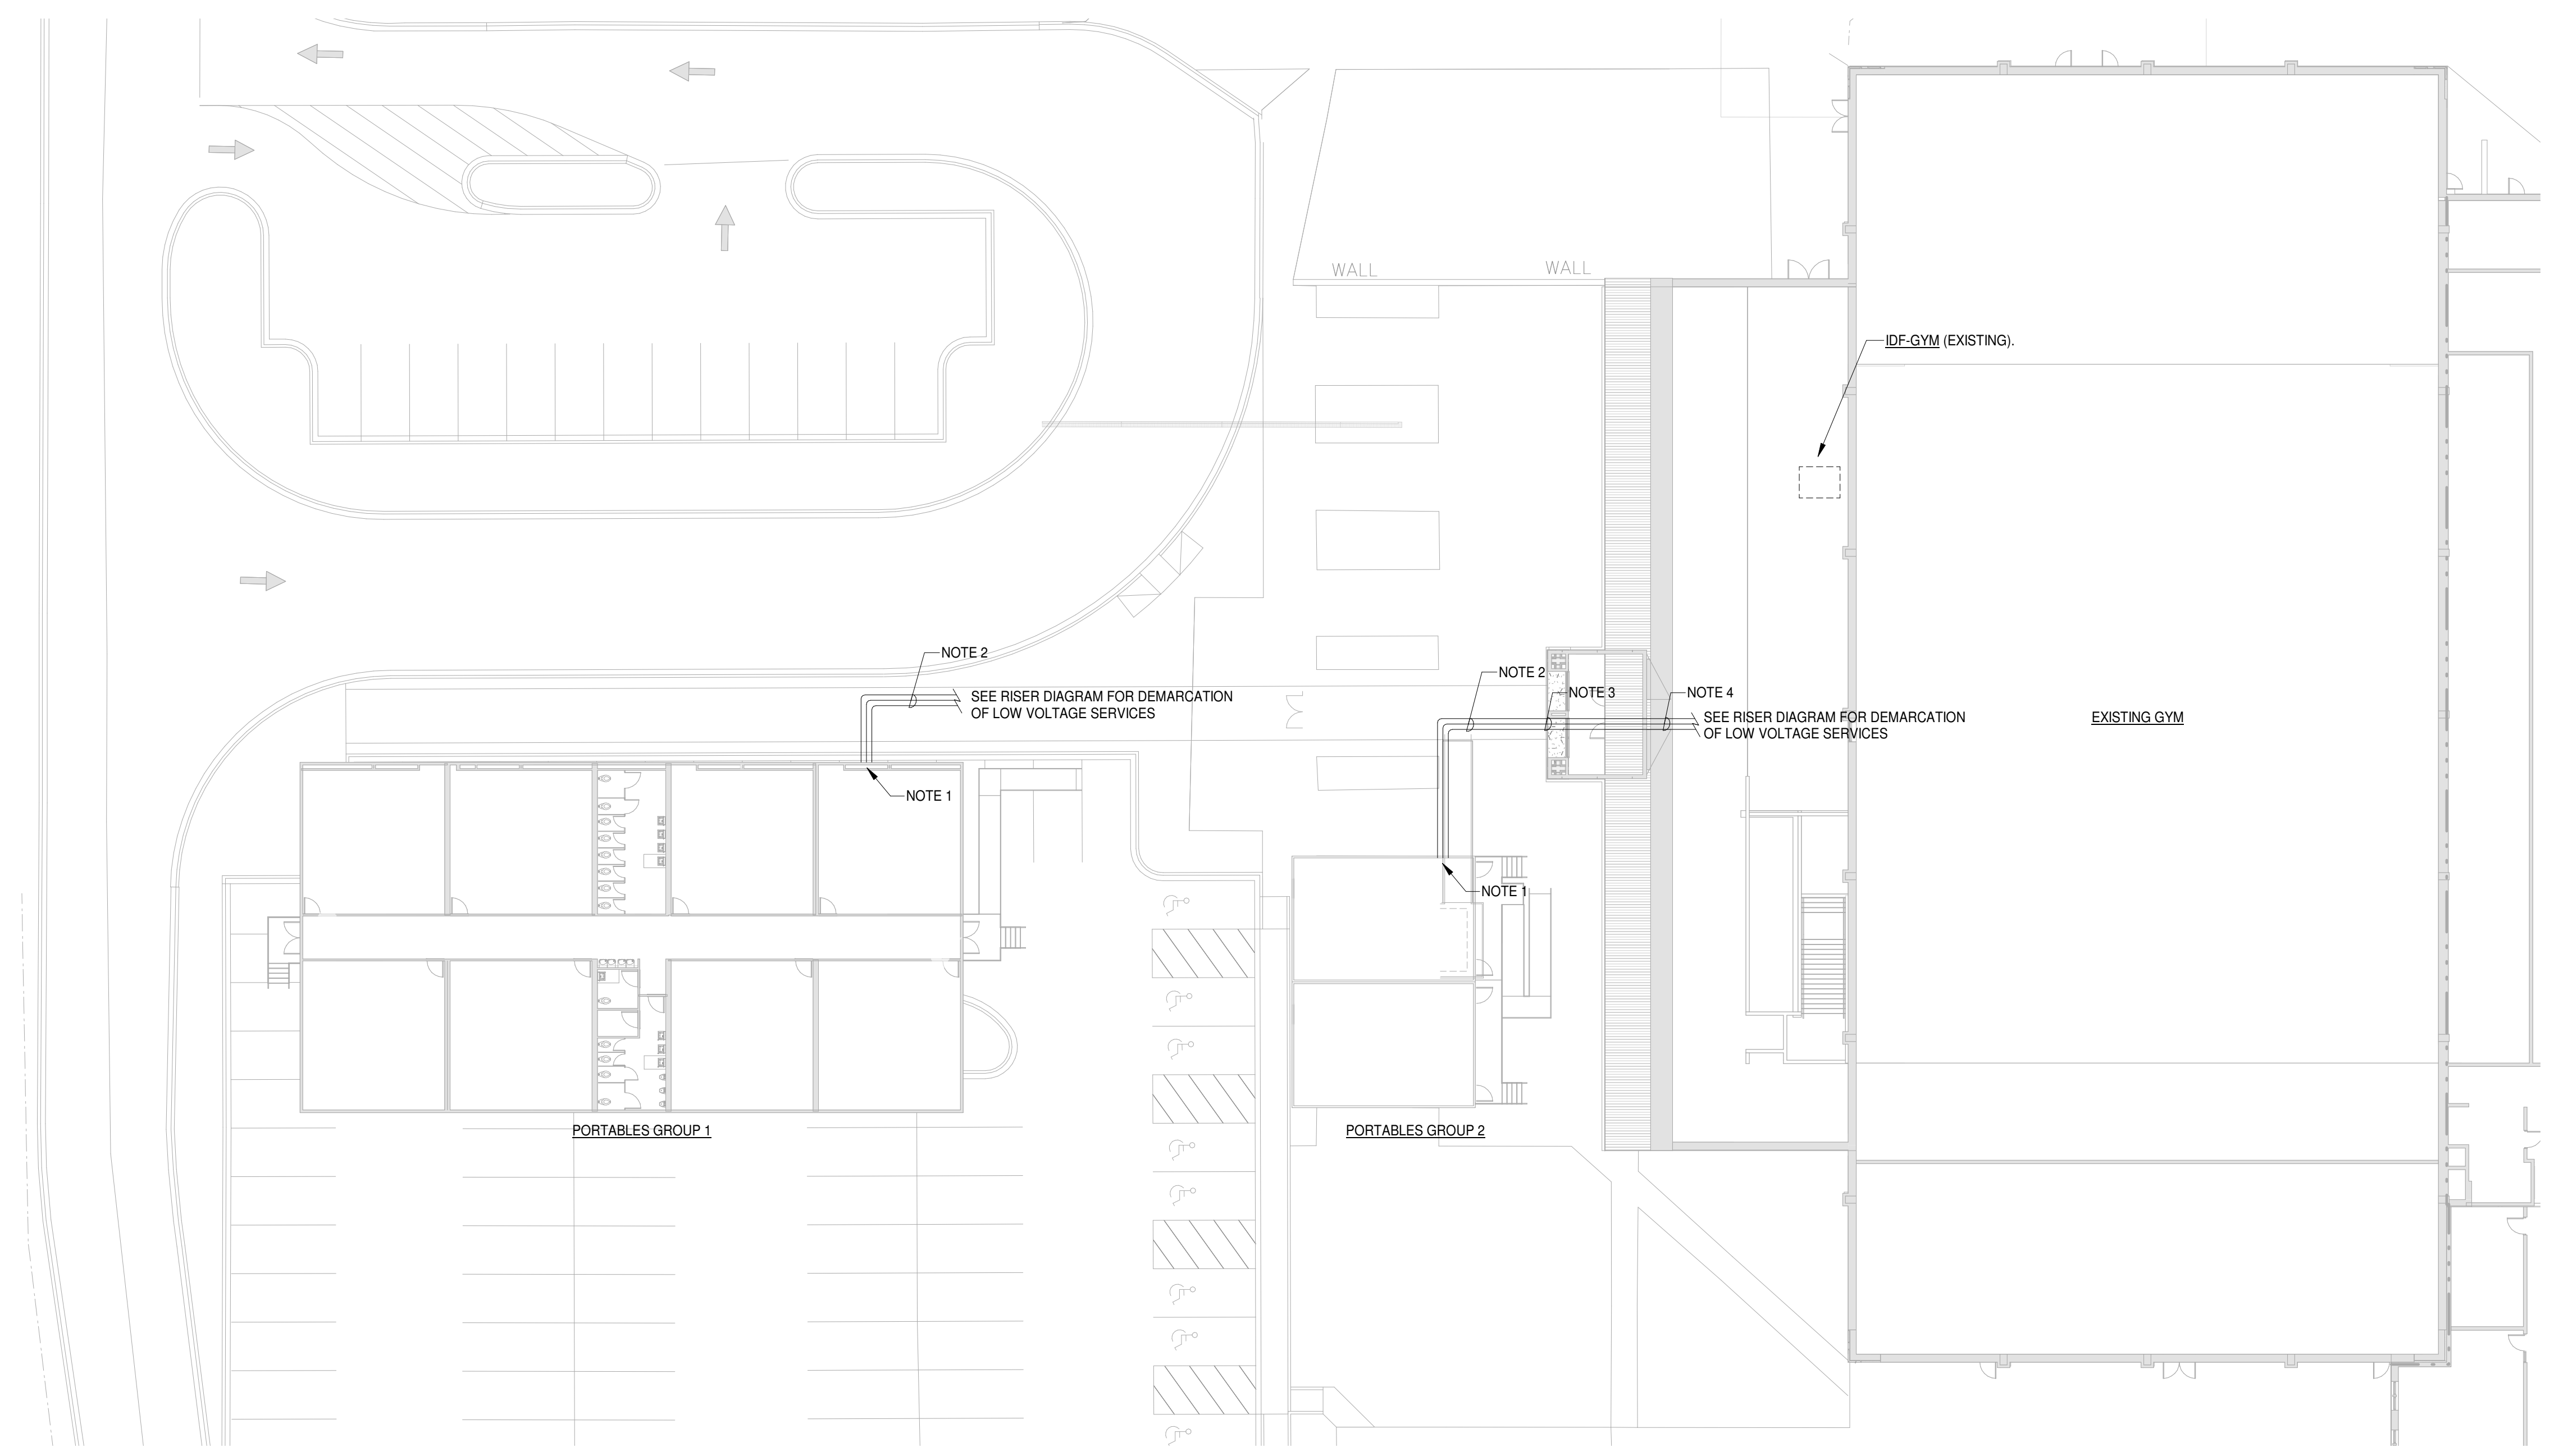 WALL
WALL
IDF-GYM (EXISTING).
NOTE 2
SEE RISER DIAGRAM FOR DEMARCATION
OF LOW VOLTAGE SERVICES
NOTE 1
NOTE 2
NOTE 3
NOTE 4
SEE RISER DIAGRAM FOR DEMARCATION
OF LOW VOLTAGE SERVICES
EXISTING GYM
NOTE 1
PORTABLES GROUP 1
PORTABLES GROUP 2